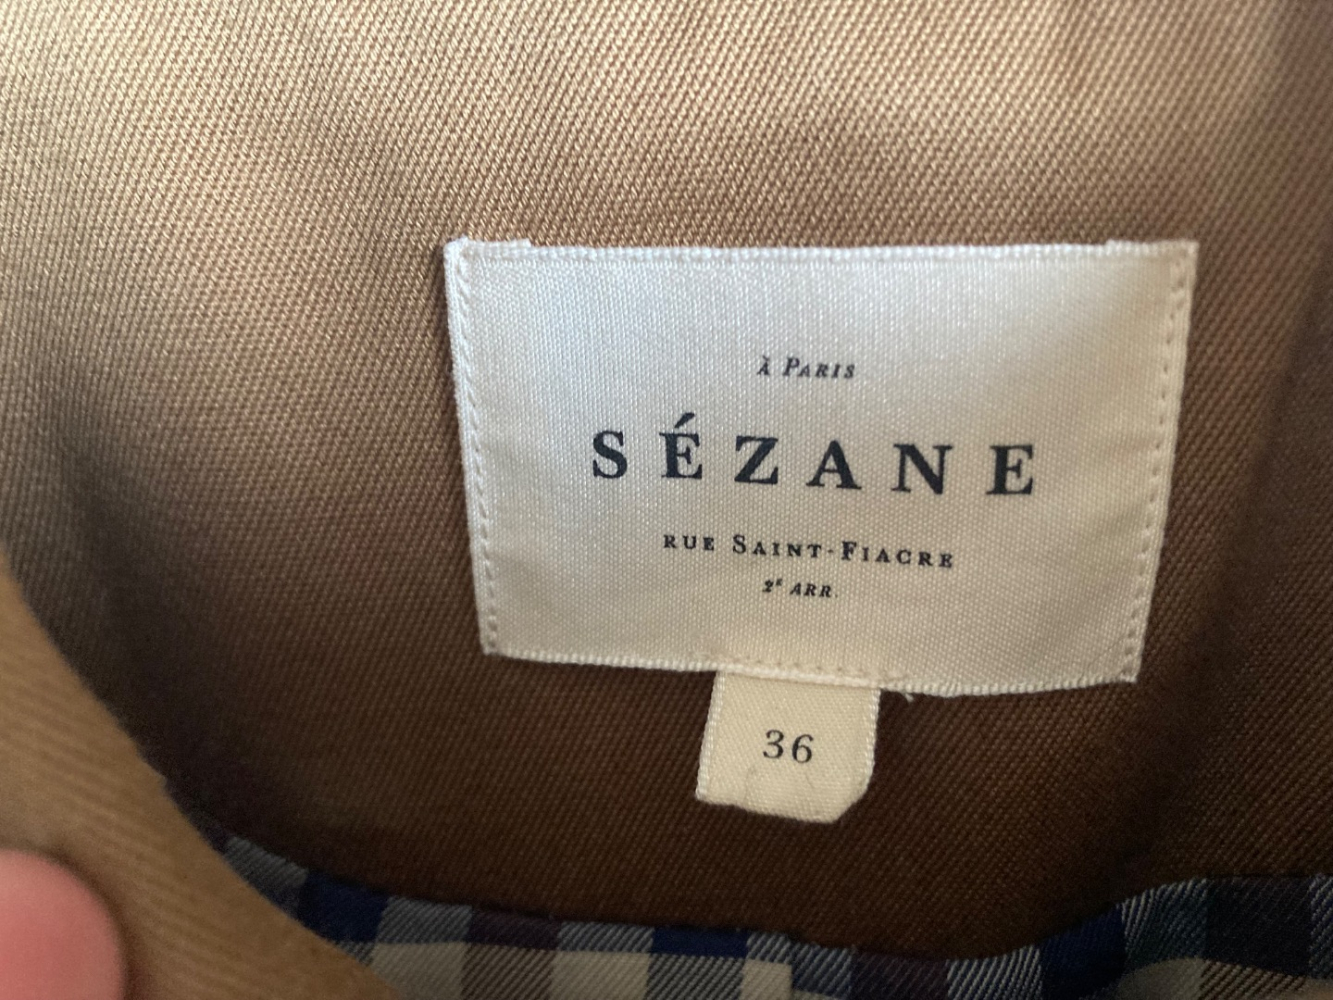 À PARIS
SÉZANE
RUE SAINT-FIACRE
2E ARR.
36